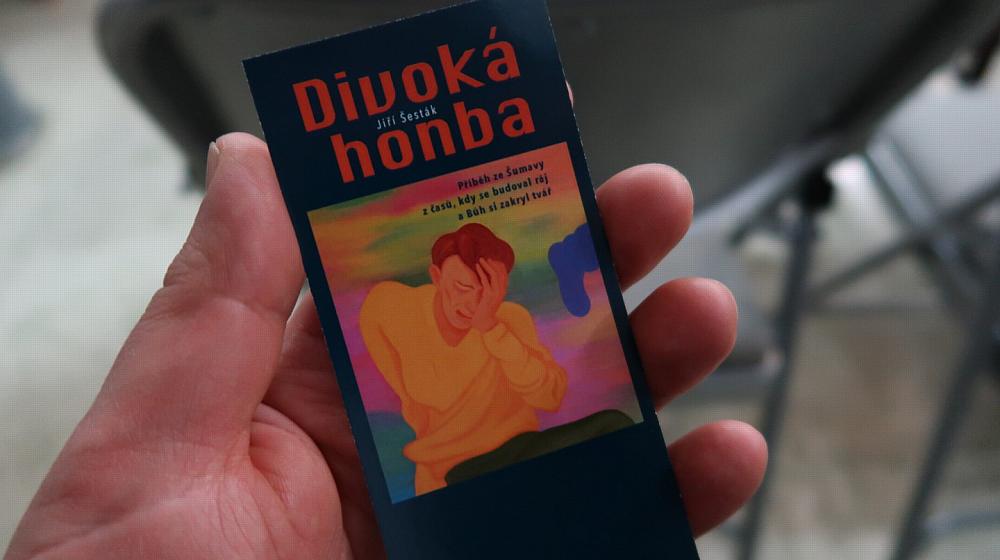 Divoká
Jiří Šesták
honba
Příběh ze Šumavy
z časů, kdy se budoval ráj
a Bůh si zakryl tvář